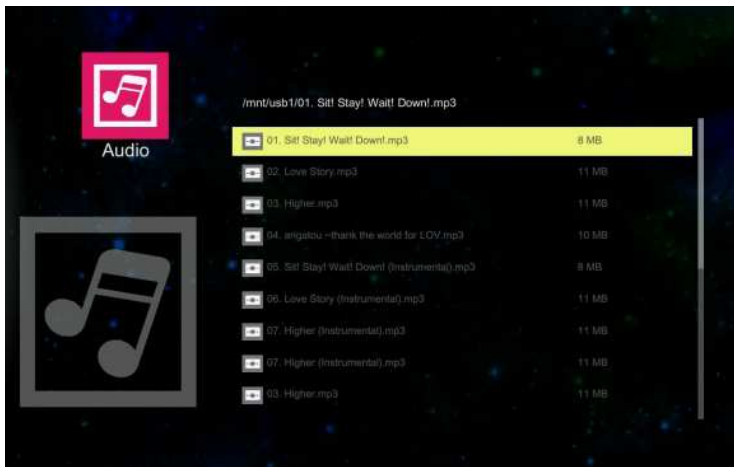 Audio
/mnt/usb1/01. Sit! Stay! Wait! Down!.mp3
01. Sit! Stay! Wait! Down!.mp3 8 MB
02. Love Story.mp3 11 MB
03. Higher.mp3 11 MB
04. arigatou ~thank the world for LOV.mp3 10 MB
05. Sit! Stay! Wait! Down! (Instrumental).mp3 8 MB
06. Love Story (Instrumental).mp3 11 MB
07. Higher (Instrumental).mp3 11 MB
07. Higher (Instrumental).mp3 11 MB
03. Higher.mp3 11 MB